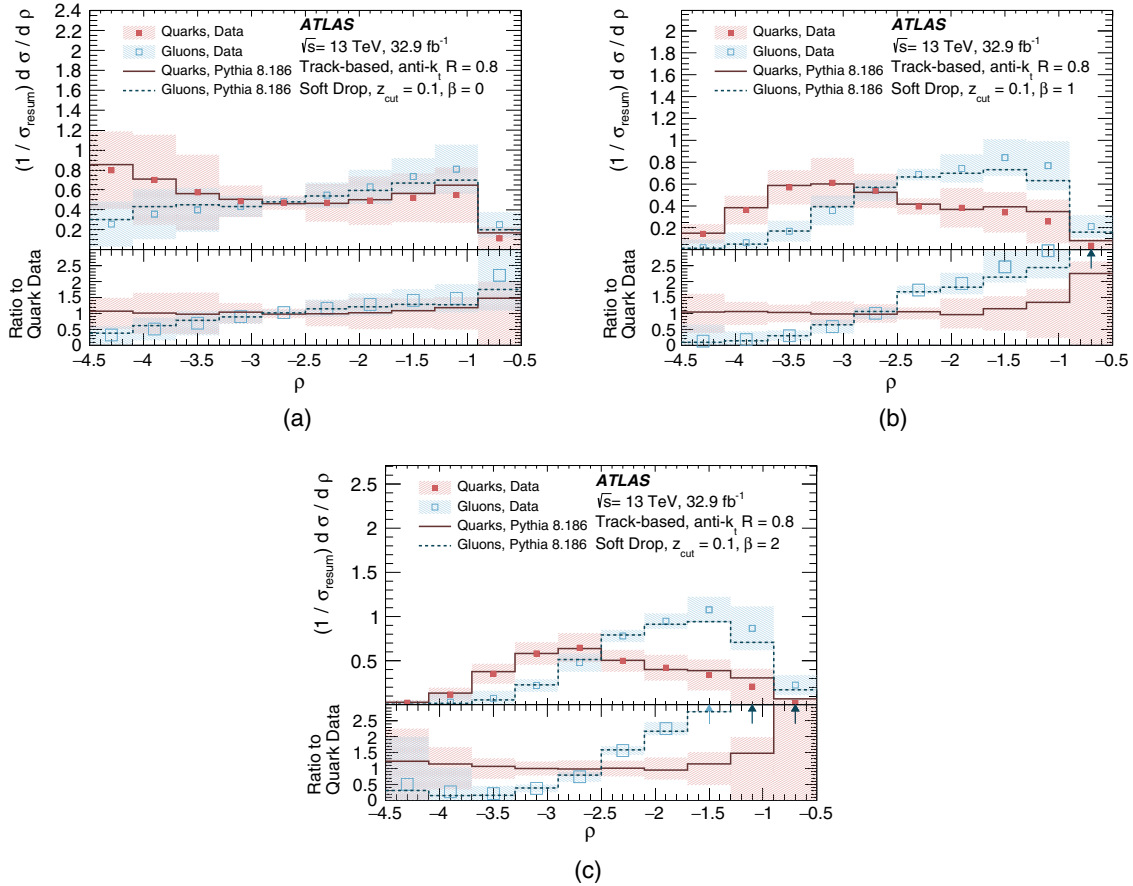 ATLAS
√s= 13 TeV, 32.9 fb⁻¹
Track-based, anti-kₜ R = 0.8
Soft Drop, z_cut = 0.1, β = 0
Quarks, Data
Gluons, Data
Quarks, Pythia 8.186
Gluons, Pythia 8.186
(1 / σ_resum) d σ / d ρ
2.4
2.2
2
1.8
1.6
1.4
1.2
1
0.8
0.6
0.4
0.2
Ratio to
Quark Data
2.5
2
1.5
1
0.5
0
−4.5 −4 −3.5 −3 −2.5 −2 −1.5 −1 −0.5
ρ
(a)
ATLAS
√s= 13 TeV, 32.9 fb⁻¹
Track-based, anti-kₜ R = 0.8
Soft Drop, z_cut = 0.1, β = 1
Quarks, Data
Gluons, Data
Quarks, Pythia 8.186
Gluons, Pythia 8.186
(1 / σ_resum) d σ / d ρ
2
1.8
1.6
1.4
1.2
1
0.8
0.6
0.4
0.2
Ratio to
Quark Data
2.5
2
1.5
1
0.5
0
−4.5 −4 −3.5 −3 −2.5 −2 −1.5 −1 −0.5
ρ
(b)
ATLAS
√s= 13 TeV, 32.9 fb⁻¹
Track-based, anti-kₜ R = 0.8
Soft Drop, z_cut = 0.1, β = 2
Quarks, Data
Gluons, Data
Quarks, Pythia 8.186
Gluons, Pythia 8.186
(1 / σ_resum) d σ / d ρ
2.5
2
1.5
1
0.5
Ratio to
Quark Data
2.5
2
1.5
1
0.5
0
−4.5 −4 −3.5 −3 −2.5 −2 −1.5 −1 −0.5
ρ
(c)